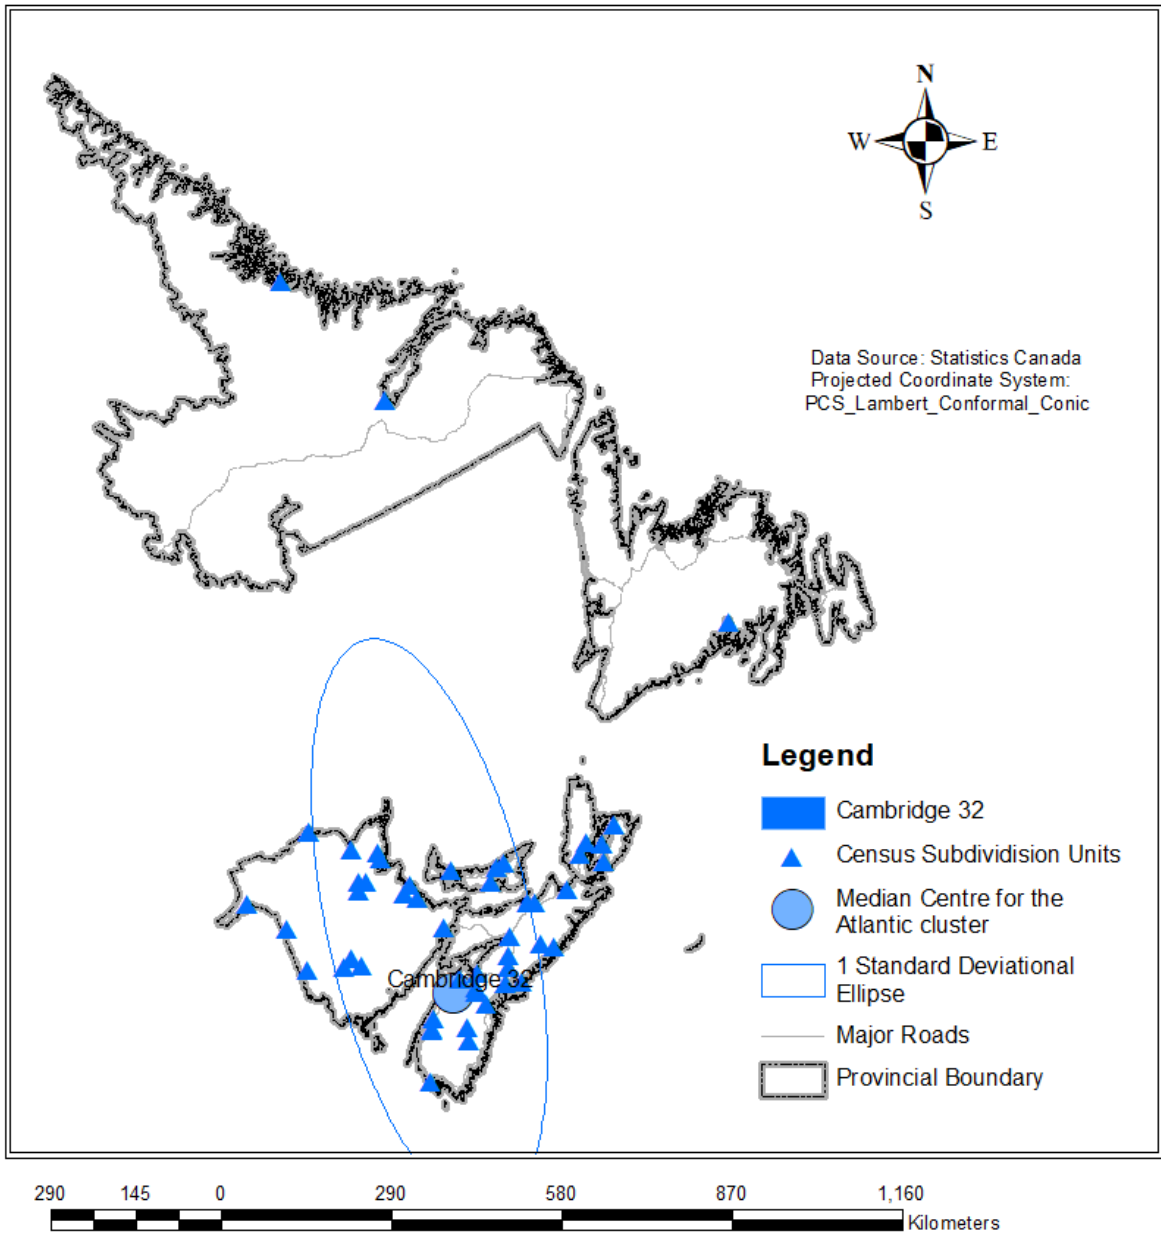 N
W E
S
Data Source: Statistics Canada
Projected Coordinate System:
PCS_Lambert_Conformal_Conic
Legend
Cambridge 32
Census Subdividision Units
Median Centre for the
Atlantic cluster
1 Standard Deviational
Ellipse
Major Roads
Provincial Boundary
Cambridge 32
290 145 0 290 580 870 1,160
Kilometers